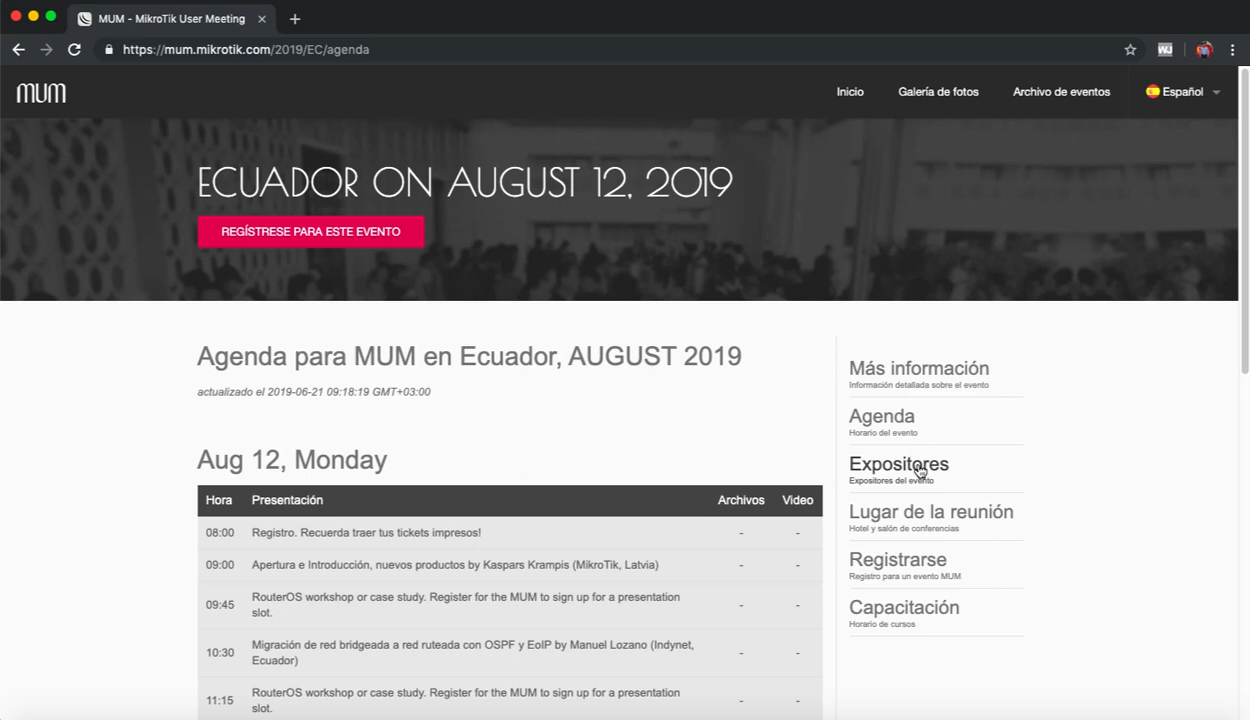 MUM - MikroTik User Meeting
https://mum.mikrotik.com/2019/EC/agenda
MUM
Inicio
Galería de fotos
Archivo de eventos
Español
ECUADOR ON AUGUST 12, 2019
REGÍSTRESE PARA ESTE EVENTO
Agenda para MUM en Ecuador, AUGUST 2019
actualizado el 2019-06-21 09:18:19 GMT+03:00
Aug 12, Monday
Hora Presentación Archivos Video
08:00 Registro. Recuerda traer tus tickets impresos! - -
09:00 Apertura e Introducción, nuevos productos by Kaspars Krampis (MikroTik, Latvia) - -
09:45 RouterOS workshop or case study. Register for the MUM to sign up for a presentation
slot. - -
10:30 Migración de red bridgeada a red ruteada con OSPF y EoIP by Manuel Lozano (Indynet,
Ecuador) - -
11:15 RouterOS workshop or case study. Register for the MUM to sign up for a presentation
slot. - -
Más información
Información detallada sobre el evento
Agenda
Horario del evento
Expositores
Expositores del evento
Lugar de la reunión
Hotel y salón de conferencias
Registrarse
Registro para un evento MUM
Capacitación
Horario de cursos